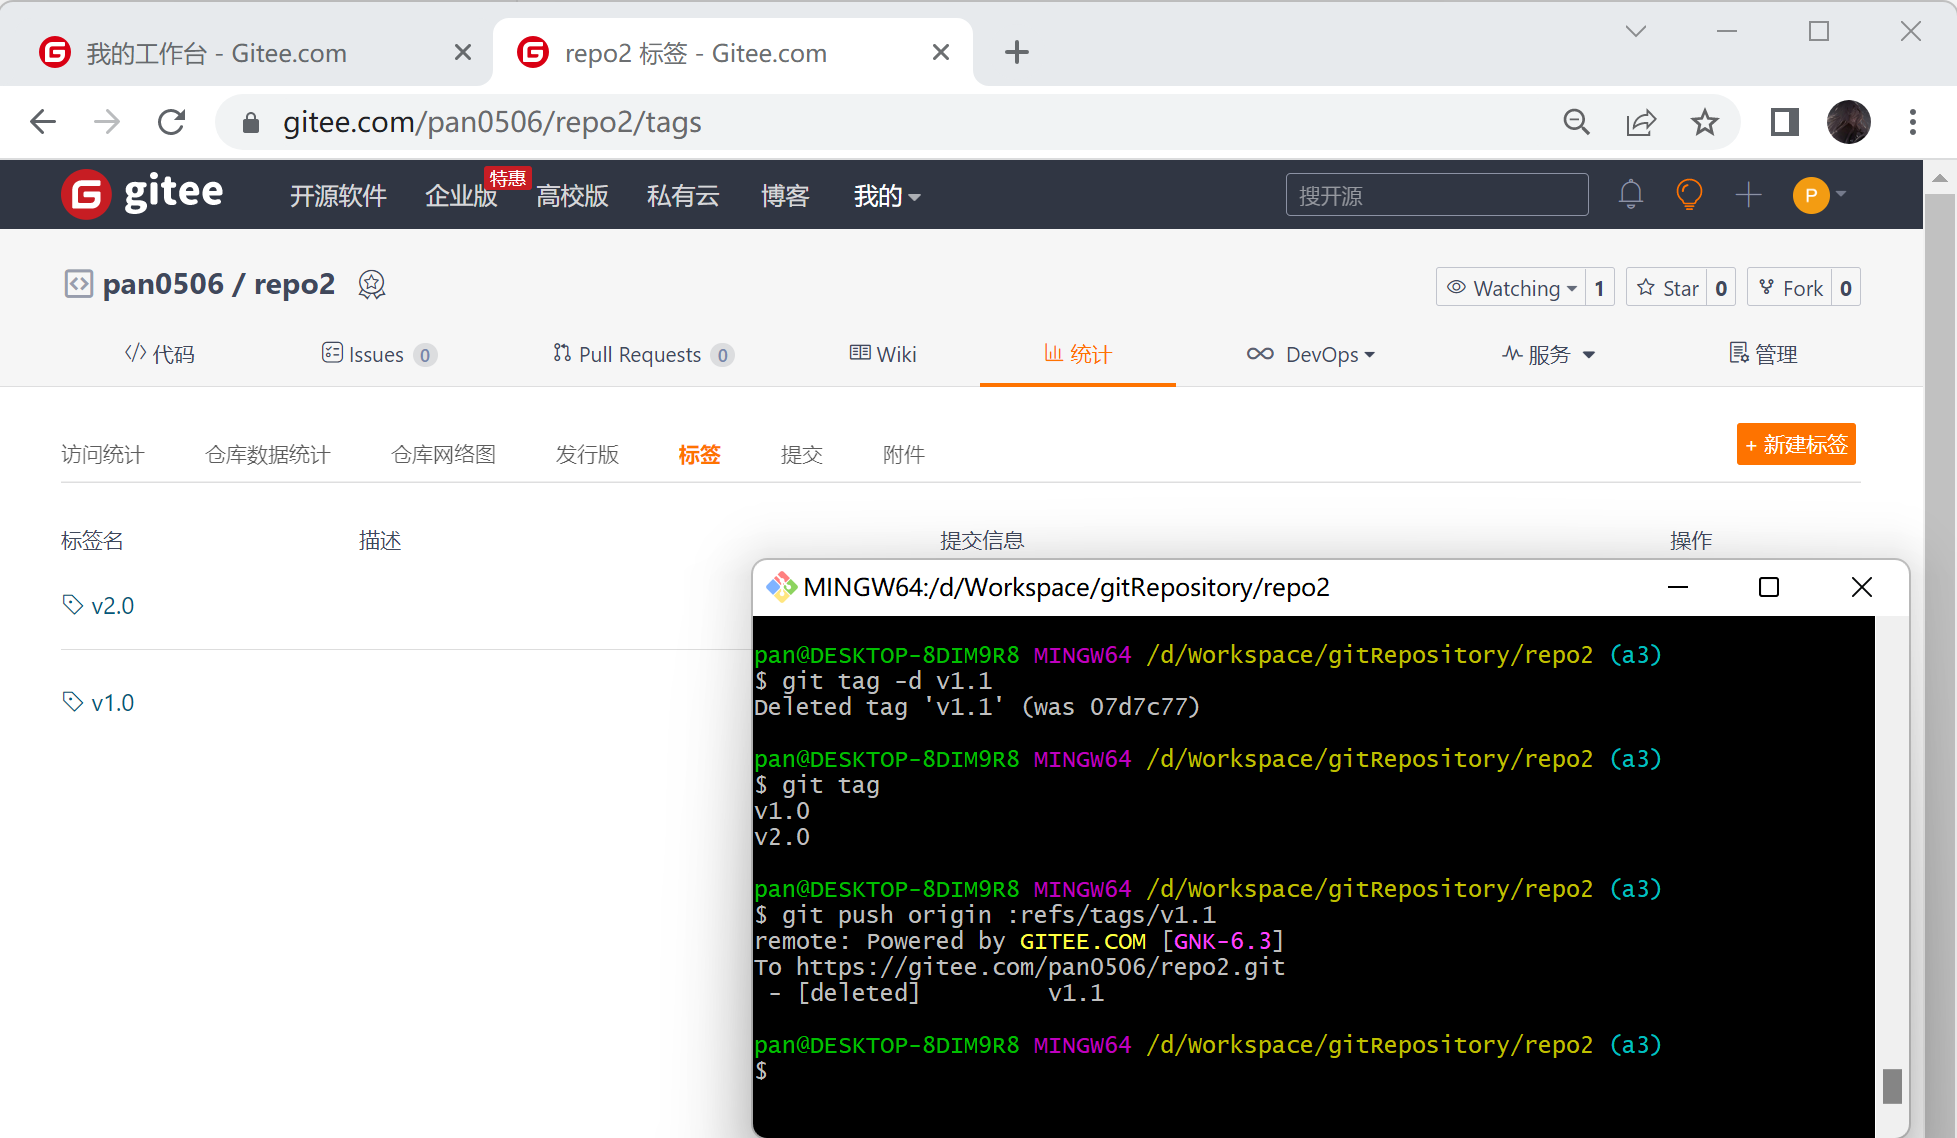 我的工作台 - Gitee.com
repo2 标签 - Gitee.com
gitee.com/pan0506/repo2/tags
gitee 开源软件 企业版 特惠 高校版 私有云 博客 我的 搜开源 P
pan0506 / repo2 Watching 1 Star 0 Fork 0
代码 Issues 0 Pull Requests 0 Wiki 统计 DevOps 服务 管理
访问统计 仓库数据统计 仓库网络图 发行版 标签 提交 附件 + 新建标签
标签名 描述 提交信息 操作
v2.0
v1.0
MINGW64:/d/Workspace/gitRepository/repo2
pan@DESKTOP-8DIM9R8 MINGW64 /d/Workspace/gitRepository/repo2 (a3)
$ git tag -d v1.1
Deleted tag 'v1.1' (was 07d7c77)
pan@DESKTOP-8DIM9R8 MINGW64 /d/Workspace/gitRepository/repo2 (a3)
$ git tag
v1.0
v2.0
pan@DESKTOP-8DIM9R8 MINGW64 /d/Workspace/gitRepository/repo2 (a3)
$ git push origin :refs/tags/v1.1
remote: Powered by GITEE.COM [GNK-6.3]
To https://gitee.com/pan0506/repo2.git
 - [deleted]         v1.1
pan@DESKTOP-8DIM9R8 MINGW64 /d/Workspace/gitRepository/repo2 (a3)
$